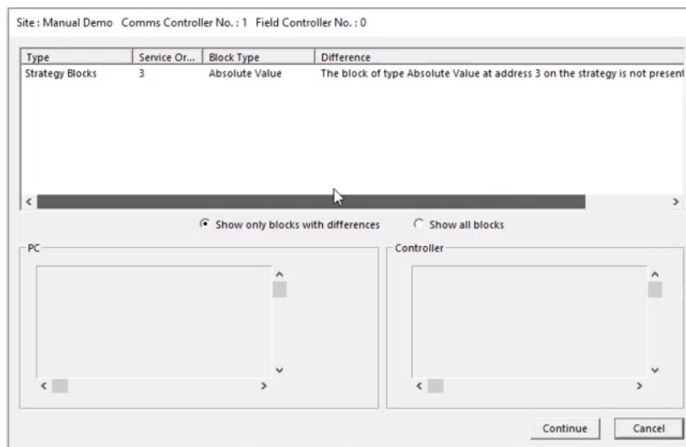 Site : Manual Demo Comms Controller No. : 1 Field Controller No. : 0
Type Service Or... Block Type Difference
Strategy Blocks 3 Absolute Value The block of type Absolute Value at address 3 on the strategy is not present
Show only blocks with differences Show all blocks
PC Controller
Continue Cancel